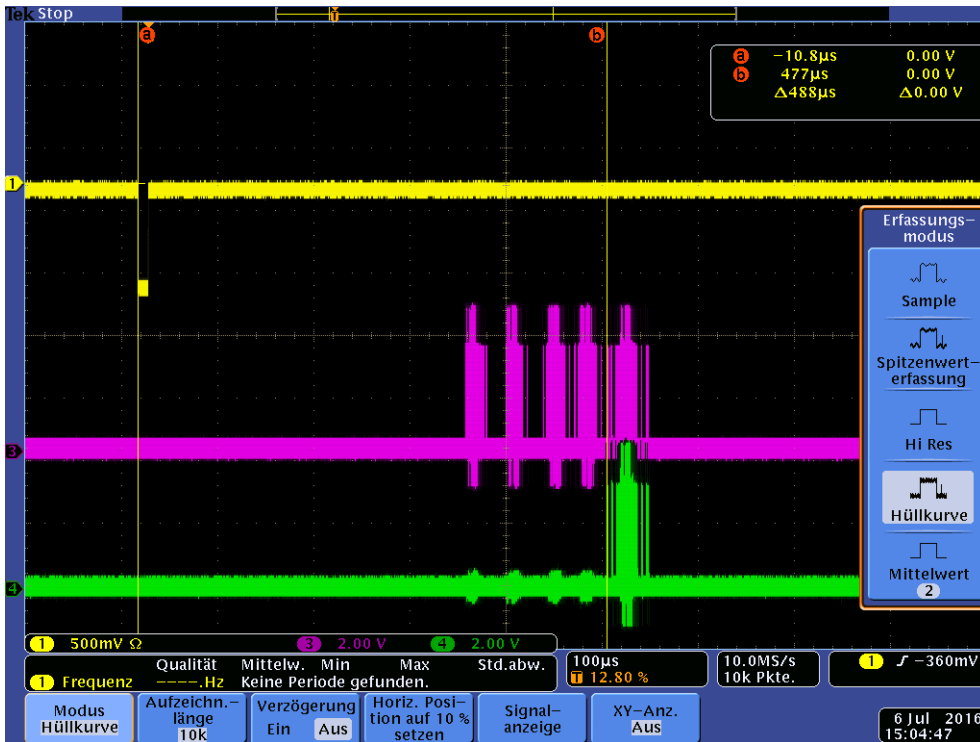 Tek Stop
T
a
b
a −10.8µs 0.00 V
b 477µs 0.00 V
Δ488µs Δ0.00 V
1
3
4
Erfassungs−
modus
Sample
Spitzenwert−
erfassung
Hi Res
Hüllkurve
Mittelwert
2
1 500mV Ω 3 2.00 V 4 2.00 V
Qualität Mittelw. Min Max Std.abw.
1 Frequenz −−−−.Hz Keine Periode gefunden.
100µs
T 12.80 %
10.0MS/s
10k Pkte.
1 −360mV
Modus
Hüllkurve
Aufzeichn.−
länge
10k
Verzögerung
Ein Aus
Horiz. Posi−
tion auf 10 %
setzen
Signal−
anzeige
XY−Anz.
Aus
6 Jul 2016
15:04:47